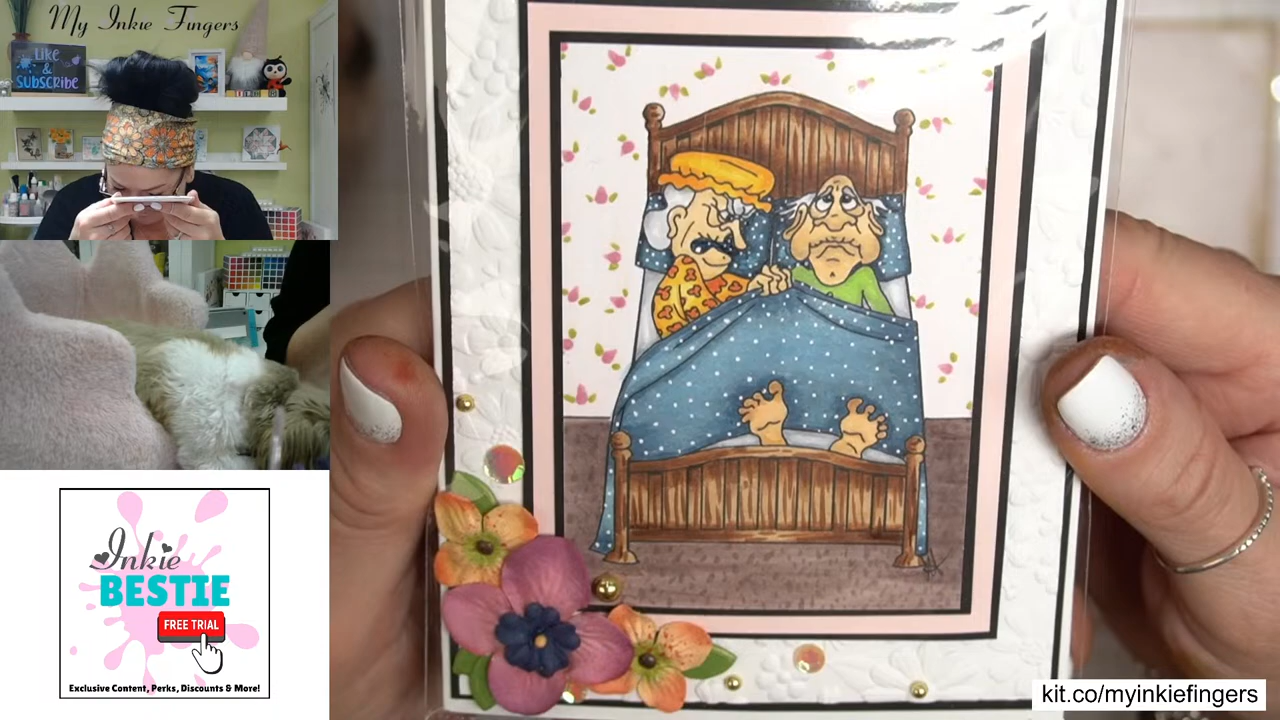 My Inkie Fingers
Like
&
SUBSCRIBE
Inkie
BESTIE
FREE TRIAL
Exclusive Content, Perks, Discounts & More!
kit.co/myinkiefingers